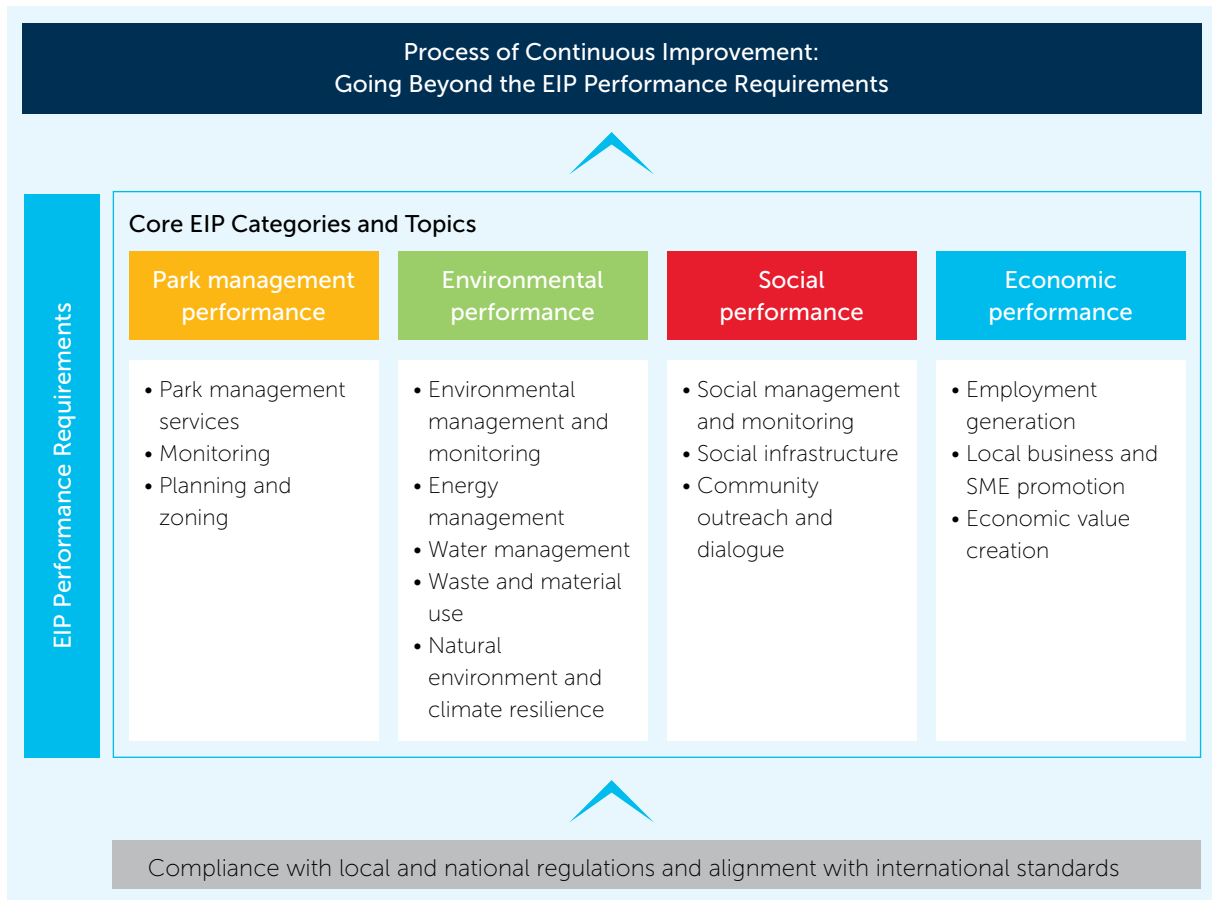 Process of Continuous Improvement:
Going Beyond the EIP Performance Requirements
EIP Performance Requirements
Core EIP Categories and Topics
Park management
performance
• Park management
services
• Monitoring
• Planning and
zoning
Environmental
performance
• Environmental
management and
monitoring
• Energy
management
• Water management
• Waste and material
use
• Natural
environment and
climate resilience
Social
performance
• Social management
and monitoring
• Social infrastructure
• Community
outreach and
dialogue
Economic
performance
• Employment
generation
• Local business and
SME promotion
• Economic value
creation
Compliance with local and national regulations and alignment with international standards